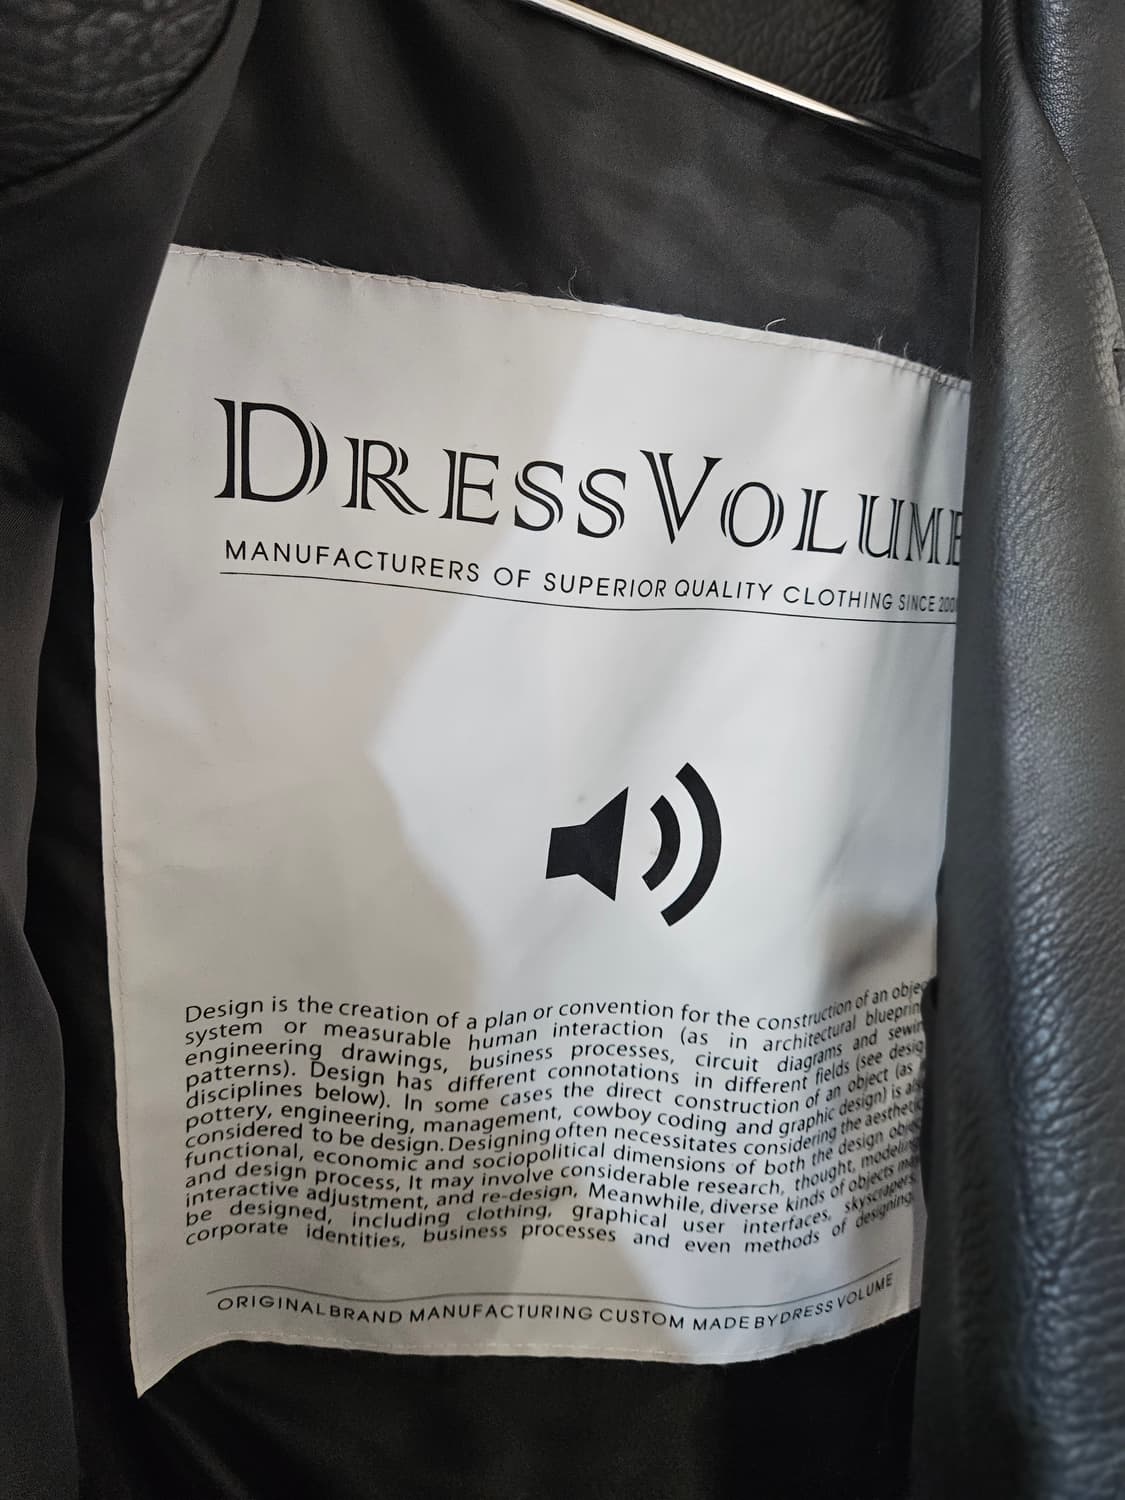 DRESSVOLUME
MANUFACTURERS OF SUPERIOR QUALITY CLOTHING SINCE
Design is the creation of a plan or convention for the construction of an
system or measurable human interaction (as in architectural
engineering drawings, business processes, circuit diagrams and
patterns). Design has different connotations in different fields (see
disciplines below). In some cases the direct construction of an object (as
pottery, engineering, management, cowboy coding and graphic design) is
considered to be design. Designing often necessitates considering the
functional, economic and sociopolitical dimensions of both the design
and design process, It may involve considerable research, thought,
interactive adjustment, and re-design, Meanwhile, diverse kinds of objects
be designed, including clothing, graphical user interfaces, skyscrapers,
corporate identities, business processes and even methods of designing.
ORIGINAL BRAND MANUFACTURING CUSTOM MADE BY DRESS VOLUME